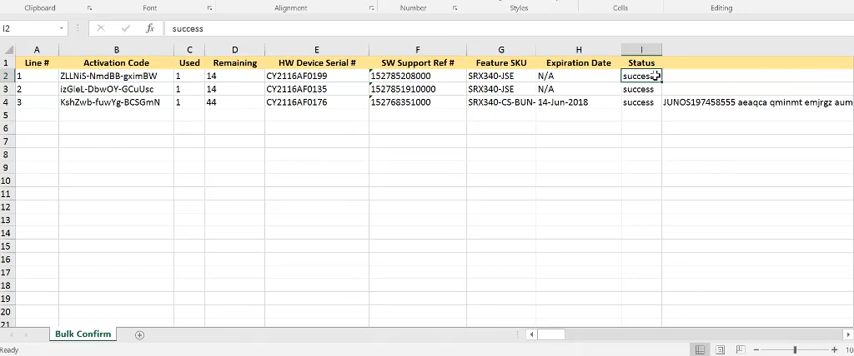 Clipboard Font Alignment Number Styles Cells Editing
I2 fx success
A B C D E F G H I
1 Line # Activation Code Used Remaining HW Device Serial # SW Support Ref # Feature SKU Expiration Date Status
2 1 ZLLNiS-NmdBB-gximBW 1 14 CY2116AF0199 152785208000 SRX340-JSE N/A success
3 2 izGleL-DbwOY-GCuUsc 1 14 CY2116AF0135 1527851910000 SRX340-JSE N/A success
4 3 KshZwb-fuwYg-BCSGmN 1 44 CY2116AF0176 152768351000 SRX340-CS-BUN- 14-Jun-2018 success JUNOS197458555 aeaqca qminmt emjrgz aum
5
6
7
8
9
10
11
12
13
14
15
16
17
18
19
20
21
Bulk Confirm
Ready 10